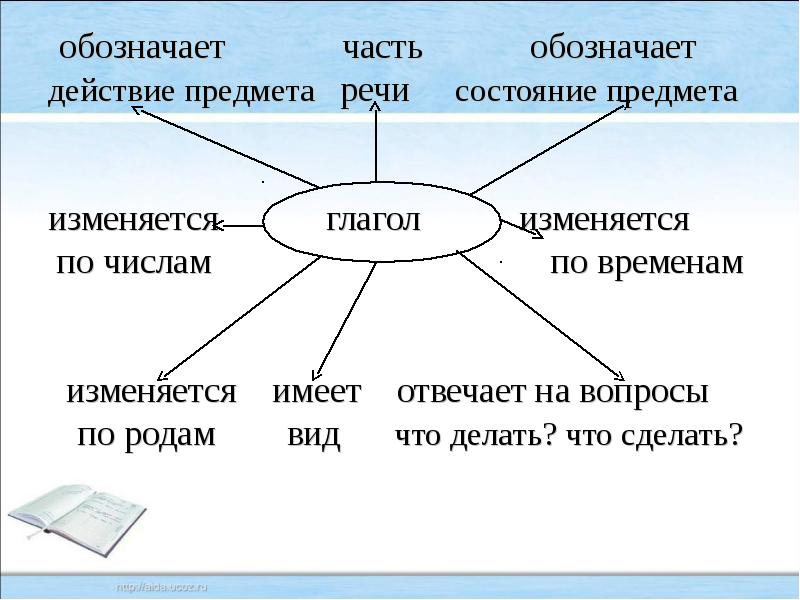 обозначает часть обозначает
действие предмета речи состояние предмета
изменяется глагол изменяется
по числам по временам
изменяется имеет отвечает на вопросы
по родам вид что делать? что сделать?
http://aida.ucoz.ru